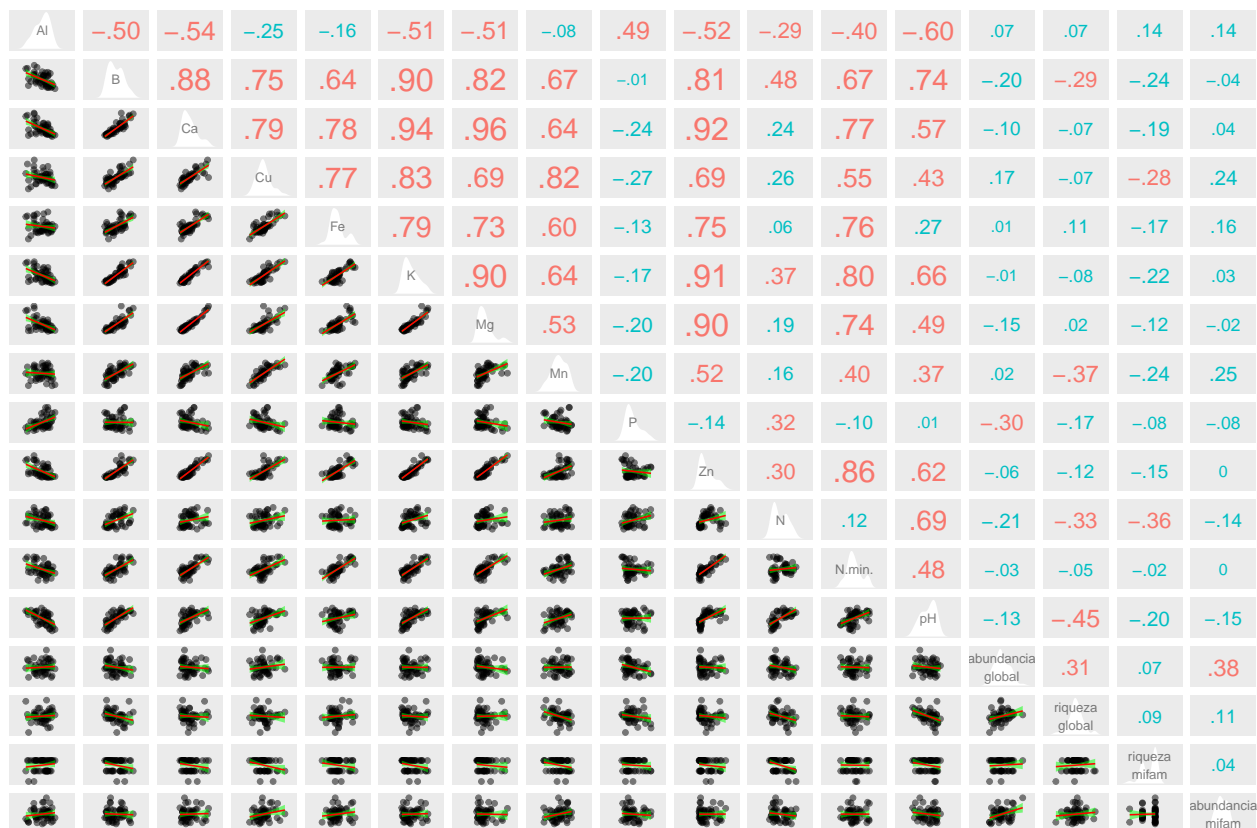 Al −.50 −.54 −.25 −.16 −.51 −.51 −.08 .49 −.52 −.29 −.40 −.60 .07 .07 .14 .14
B .88 .75 .64 .90 .82 .67 −.01 .81 .48 .67 .74 −.20 −.29 −.24 −.04
Ca .79 .78 .94 .96 .64 −.24 .92 .24 .77 .57 −.10 −.07 −.19 .04
Cu .77 .83 .69 .82 −.27 .69 .26 .55 .43 .17 −.07 −.28 .24
Fe .79 .73 .60 −.13 .75 .06 .76 .27 .01 .11 −.17 .16
K .90 .64 −.17 .91 .37 .80 .66 −.01 −.08 −.22 .03
Mg .53 −.20 .90 .19 .74 .49 −.15 .02 −.12 −.02
Mn −.20 .52 .16 .40 .37 .02 −.37 −.24 .25
P −.14 .32 −.10 .01 −.30 −.17 −.08 −.08
Zn .30 .86 .62 −.06 −.12 −.15 0
N .12 .69 −.21 −.33 −.36 −.14
N.min. .48 −.03 −.05 −.02 0
pH −.13 −.45 −.20 −.15
abundancia
global .31 .07 .38
riqueza
global .09 .11
riqueza
mifam .04
abundancia
mifam